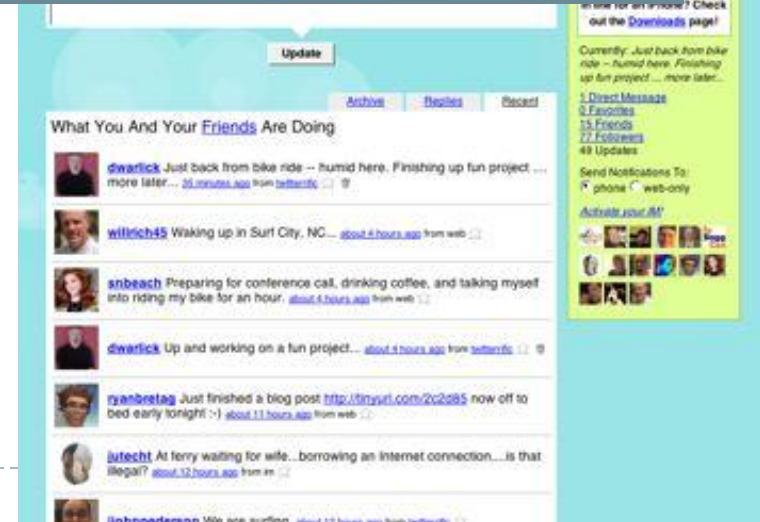 Update
Archive Replies Recent
What You And Your Friends Are Doing
dwarlick Just back from bike ride -- humid here. Finishing up fun project ....
more later... 35 minutes ago from twitterrific
willrich45 Waking up in Surf City, NC... about 4 hours ago from web
snbeach Preparing for conference call, drinking coffee, and talking myself
into riding my bike for an hour. about 4 hours ago from web
dwarlick Up and working on a fun project... about 4 hours ago from twitterrific
ryanbretag Just finished a blog post http://tinyurl.com/2c2d85 now off to
bed early tonight :-) about 11 hours ago from web
jutecht At ferry waiting for wife...borrowing an Internet connection....is that
illegal? about 12 hours ago from im
We are surfing. about 12 hours ago from twitterrific
in line for an iPhone? Check
out the Downloads page!
Currently: Just back from bike
ride -- humid here. Finishing
up fun project ... more later...
1 Direct Message
0 Favorites
15 Friends
77 Followers
49 Updates
Send Notifications To:
phone web-only
Activate your IM!